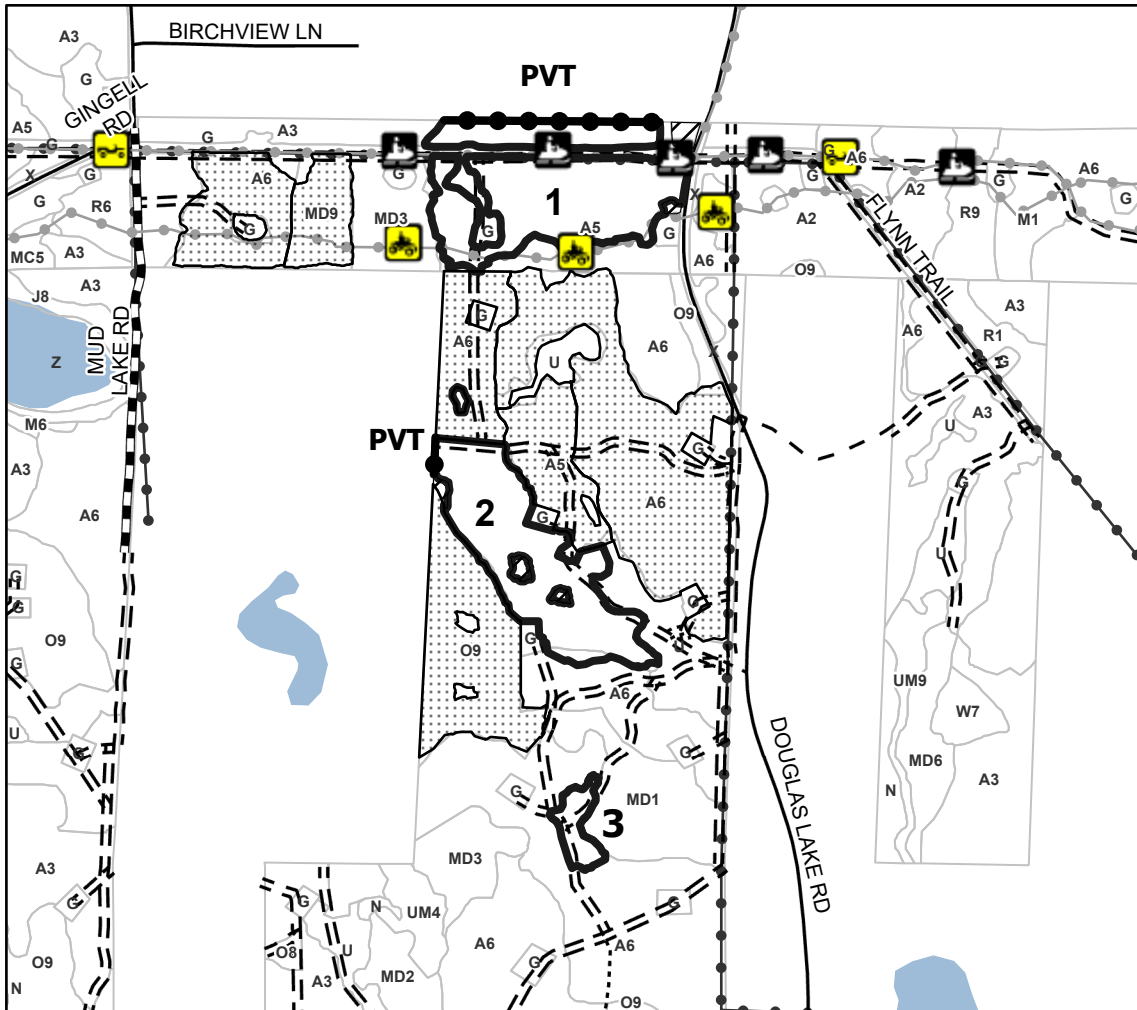 BIRCHVIEW LN
A3
PVT
G
GINGELL
RD
A5
G
G
A3
G
A6
X
G
A6
A6
G
G
R6
G
MD9
MD3
G
1
A5
X
G
A2
A2
R9
M1
G
MC5
A3
G
A6
O9
FLYNN TRAIL
J8
A3
MUD
LAKE RD
Z
G
A6
U
A6
O9
X
A6
A3
R1
G
M6
A3
PVT
G
A3
U
A5
A6
G
A6
2
G
U
G
G
O9
G
G
O9
G
U
A6
UM9
W7
U
G
G
DOUGLAS LAKE RD
MD6
A3
N
G
MD1
3
A3
MD3
G
G
N
UM4
G
U
O8
A6
A6
O9
A3
MD2
G
N
O9